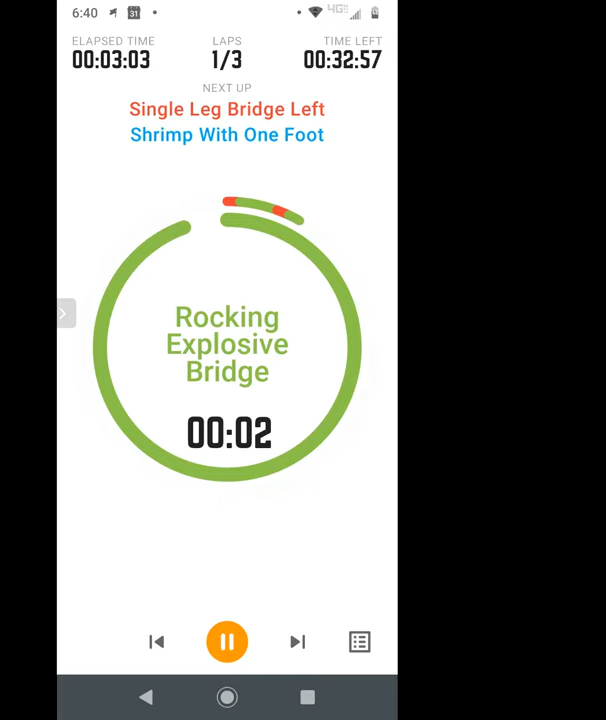 6:40 31 4G
ELAPSED TIME LAPS TIME LEFT
00:03:03 1/3 00:32:57
NEXT UP
Single Leg Bridge Left
Shrimp With One Foot
Rocking
Explosive
Bridge
00:02